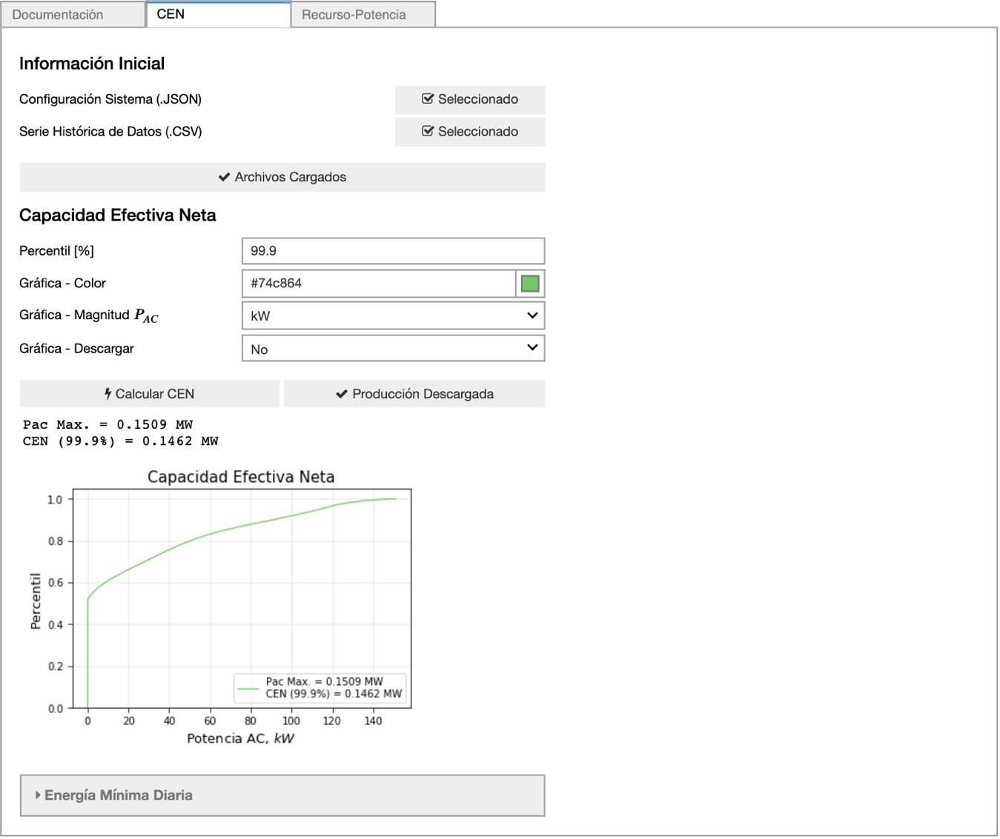 Documentación
CEN
Recurso-Potencia
Información Inicial
Configuración Sistema (.JSON)
Seleccionado
Serie Histórica de Datos (.CSV)
Seleccionado
Archivos Cargados
Capacidad Efectiva Neta
Percentil [%]
99.9
Gráfica - Color
#74c864
Gráfica - Magnitud P_AC
kW
Gráfica - Descargar
No
Calcular CEN
Producción Descargada
Pac Max. = 0.1509 MW
CEN (99.9%) = 0.1462 MW
Capacidad Efectiva Neta
1.0
0.8
0.6
0.4
0.2
0.0
Percentil
Pac Max. = 0.1509 MW
CEN (99.9%) = 0.1462 MW
0 20 40 60 80 100 120 140
Potencia AC, kW
Energía Mínima Diaria